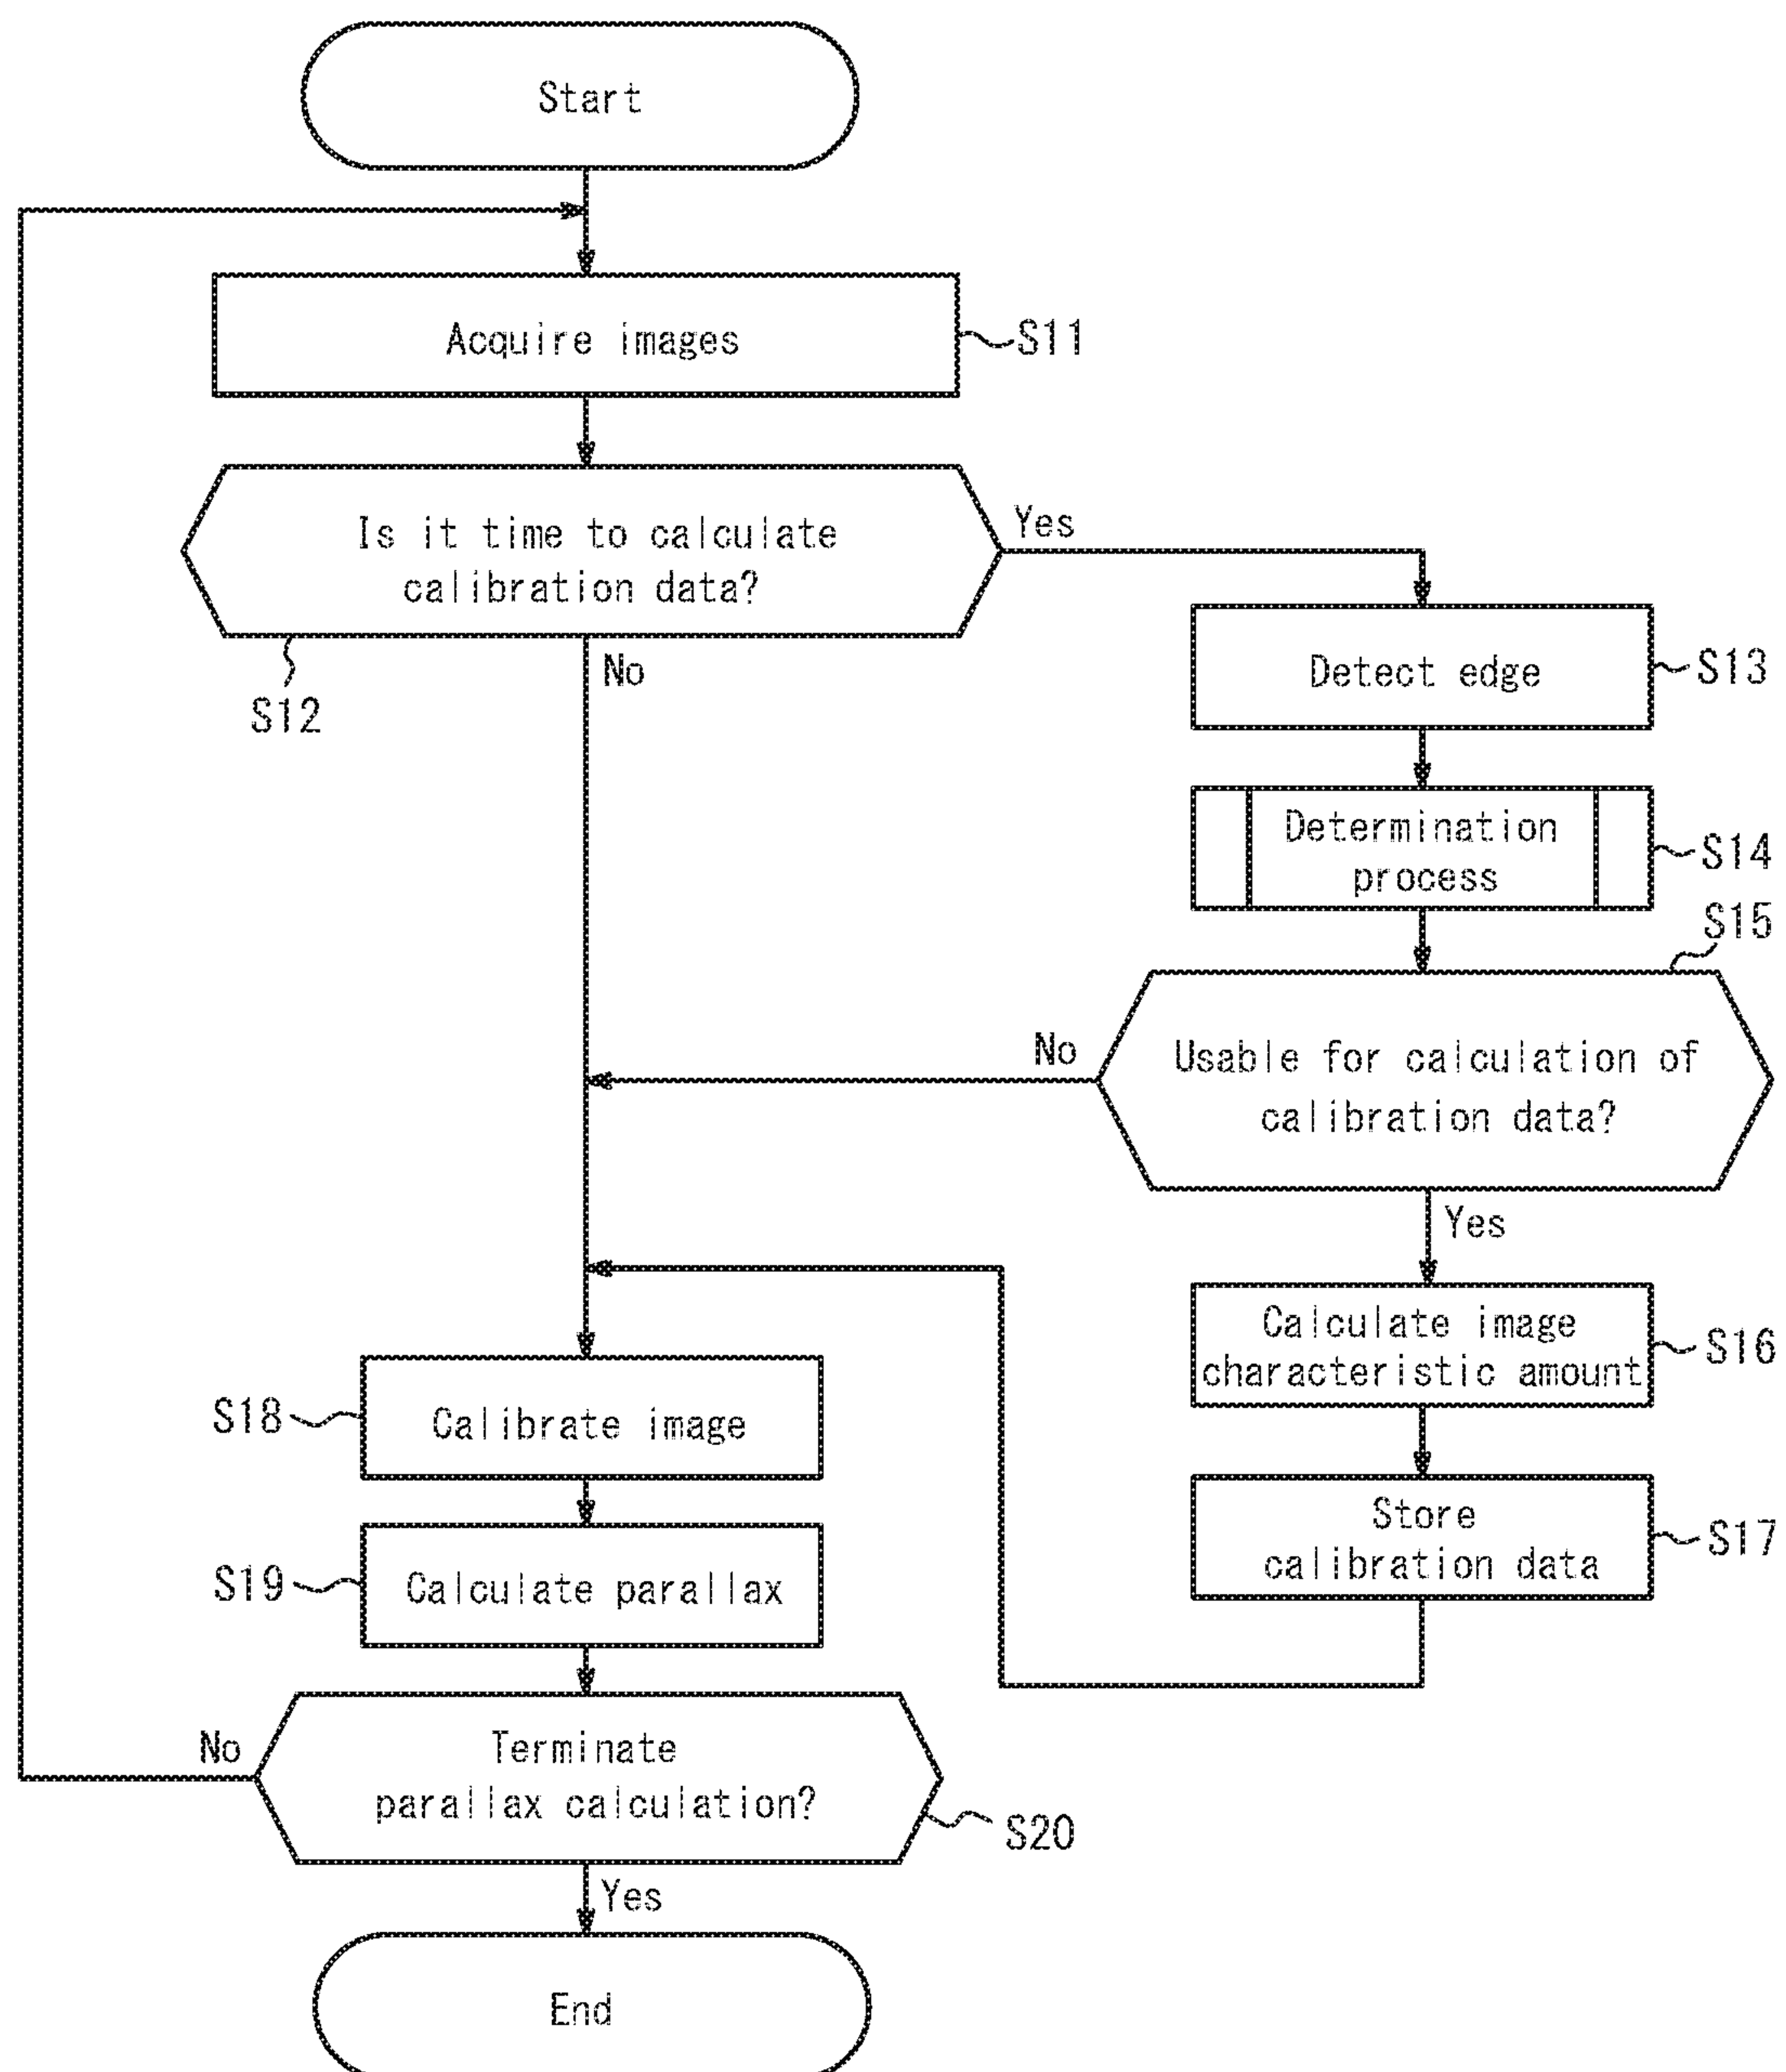 Start
Acquire images
S11
Is it time to calculate
calibration data?
Yes
No
S12
Detect edge
S13
Determination
process
S14
S15
Usable for calculation of
calibration data?
No
Yes
Calculate image
characteristic amount
S16
Store
calibration data
S17
S18
Calibrate image
S19
Calculate parallax
Terminate
parallax calculation?
No
S20
Yes
End